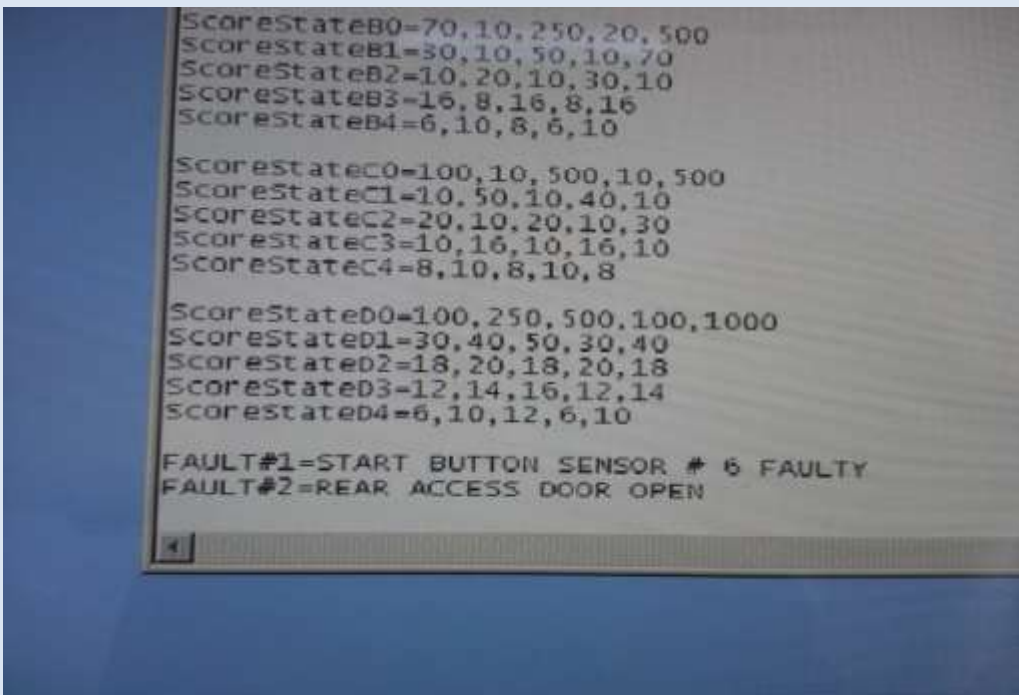 ScoreStateB0=70,10,250,20,500
ScoreStateB1=30,10,50,10,70
ScoreStateB2=10,20,10,30,10
ScoreStateB3=16,8,16,8,16
ScoreStateB4=6,10,8,6,10
ScoreStateC0=100,10,500,10,500
ScoreStateC1=10,50,10,40,10
ScoreStateC2=20,10,20,10,30
ScoreStateC3=10,16,10,16,10
ScoreStateC4=8,10,8,10,8
ScoreStateD0=100,250,500,100,1000
ScoreStateD1=30,40,50,30,40
ScoreStateD2=18,20,18,20,18
ScoreStateD3=12,14,16,12,14
ScoreStateD4=6,10,12,6,10
FAULT#1=START BUTTON SENSOR # 6 FAULTY
FAULT#2=REAR ACCESS DOOR OPEN